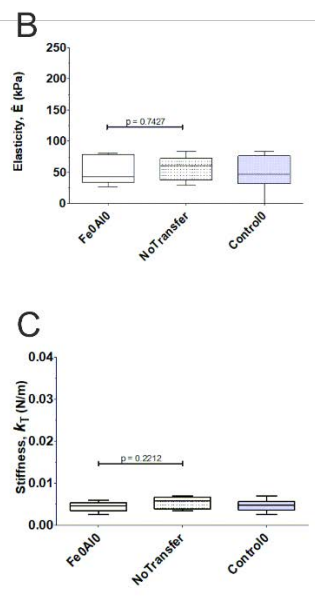 B
Elasticity, Ė (kPa)
250
200
150
100
50
0
p = 0.7427
Fe0Al0
NoTransfer
Control0
C
Stiffness, kT (N/m)
0.04
0.03
0.02
0.01
0.00
p = 0.2212
Fe0Al0
NoTransfer
Control0